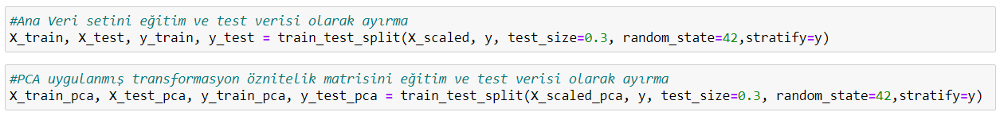 #Ana Veri setini eğitim ve test verisi olarak ayırma
X_train, X_test, y_train, y_test = train_test_split(X_scaled, y, test_size=0.3, random_state=42,stratify=y)
#PCA uygulanmış transformasyon öznitelik matrisini eğitim ve test verisi olarak ayırma
X_train_pca, X_test_pca, y_train_pca, y_test_pca = train_test_split(X_scaled_pca, y, test_size=0.3, random_state=42,stratify=y)